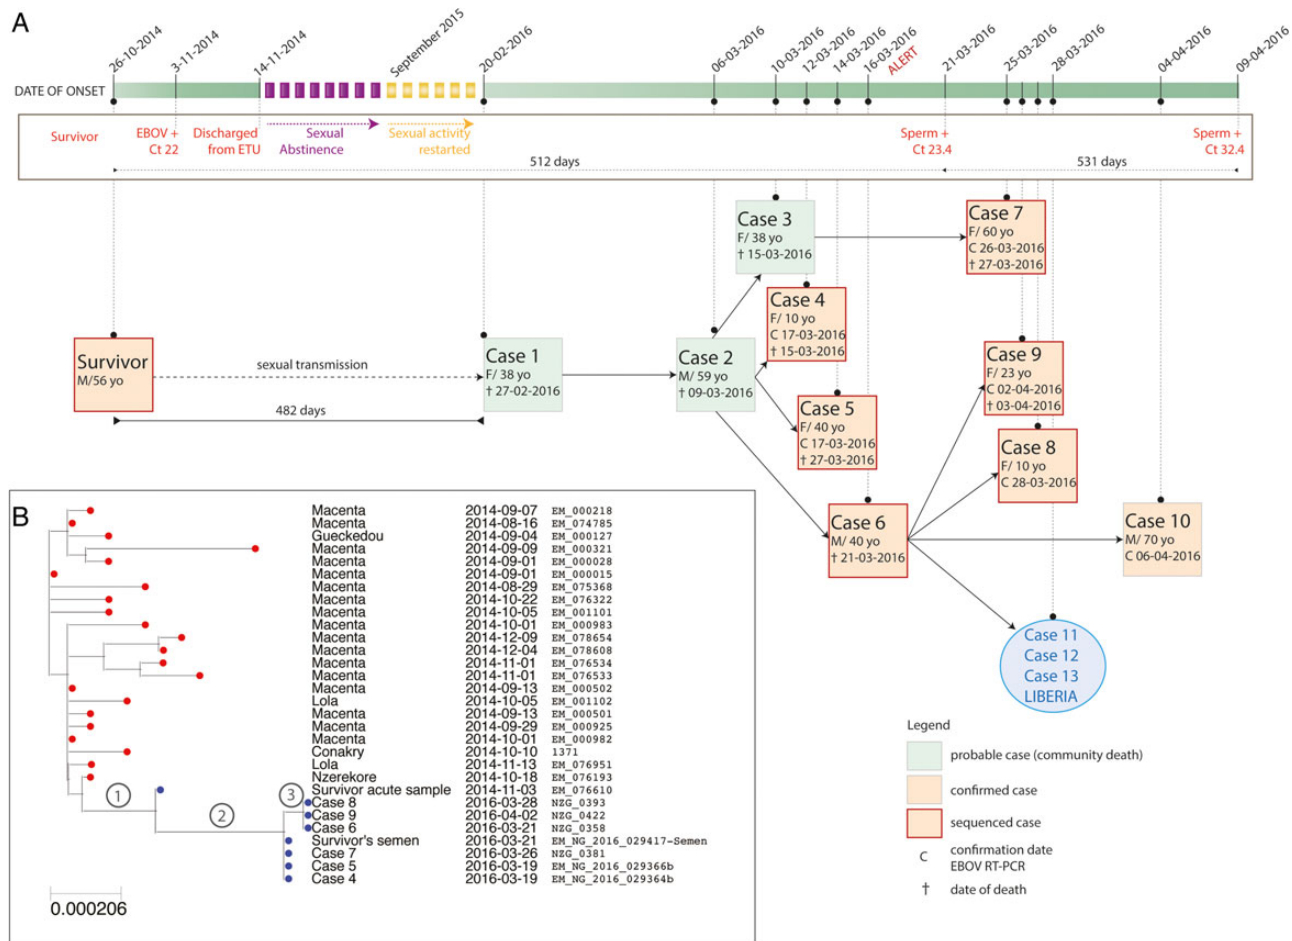 A
26-10-2014
3-11-2014
14-11-2014
September 2015
20-02-2016
06-03-2016
10-03-2016
12-03-2016
14-03-2016
16-03-2016
ALERT
21-03-2016
25-03-2016
28-03-2016
04-04-2016
09-04-2016
DATE OF ONSET
Survivor
EBOV +
Ct 22
Discharged
from ETU
Sexual
Abstinence
Sexual activity
restarted
Sperm +
Ct 23.4
Sperm +
Ct 32.4
512 days
531 days
Case 3
F/ 38 yo
† 15-03-2016
Case 7
F/ 60 yo
C 26-03-2016
† 27-03-2016
Case 4
F/ 10 yo
C 17-03-2016
† 15-03-2016
Survivor
M/56 yo
sexual transmission
482 days
Case 1
F/ 38 yo
† 27-02-2016
Case 2
M/ 59 yo
† 09-03-2016
Case 9
F/ 23 yo
C 02-04-2016
† 03-04-2016
Case 5
F/ 40 yo
C 17-03-2016
† 27-03-2016
Case 8
F/ 10 yo
C 28-03-2016
Case 6
M/ 40 yo
† 21-03-2016
Case 10
M/ 70 yo
C 06-04-2016
Case 11
Case 12
Case 13
LIBERIA
Legend
probable case (community death)
confirmed case
sequenced case
C confirmation date
EBOV RT-PCR
† date of death
B
Macenta 2014-09-07 EM_000218
Macenta 2014-08-16 EM_074785
Gueckedou 2014-09-04 EM_000127
Macenta 2014-09-09 EM_000321
Macenta 2014-09-01 EM_000028
Macenta 2014-09-01 EM_000015
Macenta 2014-08-29 EM_075368
Macenta 2014-10-22 EM_076322
Macenta 2014-10-05 EM_001101
Macenta 2014-10-01 EM_000983
Macenta 2014-12-09 EM_078654
Macenta 2014-12-04 EM_078608
Macenta 2014-11-01 EM_076534
Macenta 2014-11-01 EM_076533
Macenta 2014-09-13 EM_000502
Lola 2014-10-05 EM_001102
Macenta 2014-09-13 EM_000501
Macenta 2014-09-29 EM_000925
Macenta 2014-10-01 EM_000982
Conakry 2014-10-10 1371
Lola 2014-11-13 EM_076951
Nzerekore 2014-10-18 EM_076193
Survivor acute sample 2014-11-03 EM_076610
Case 8 2016-03-28 NZG_0393
Case 9 2016-04-02 NZG_0422
Case 6 2016-03-21 NZG_0358
Survivor's semen 2016-03-21 EM_NG_2016_029417-Semen
Case 7 2016-03-26 NZG_0381
Case 5 2016-03-19 EM_NG_2016_029366b
Case 4 2016-03-19 EM_NG_2016_029364b
1
2
3
0.000206